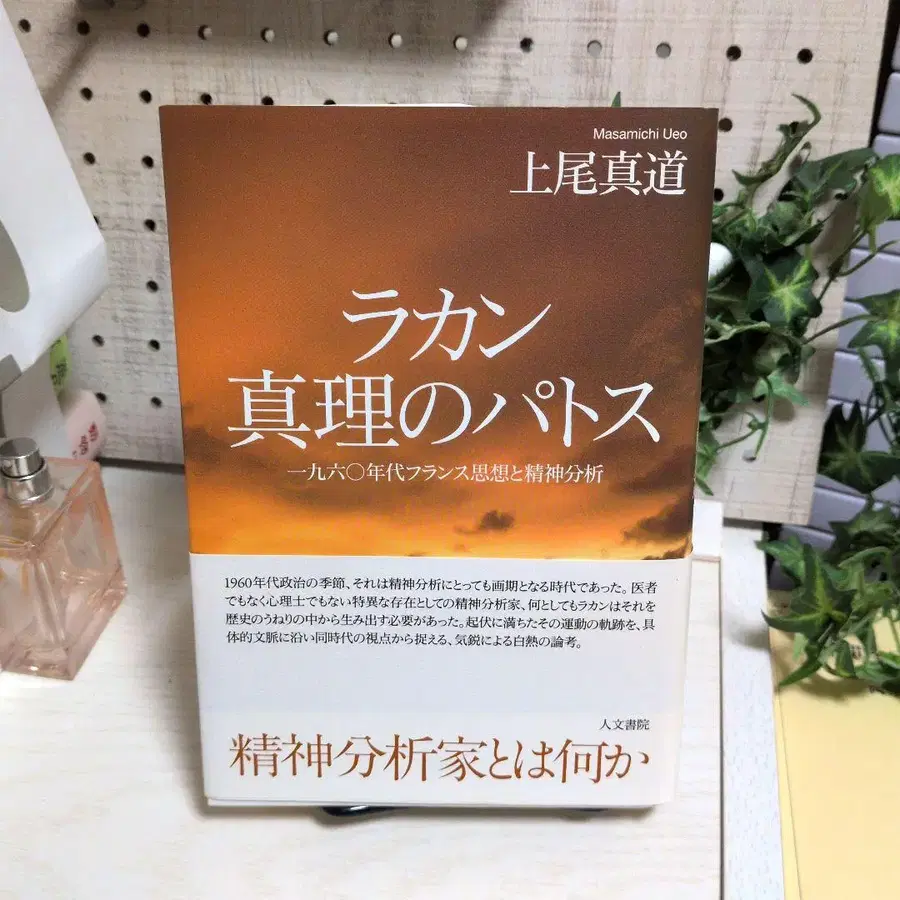 Masamichi Ueo
上尾真道
ラカン
真理のパトス
一九六〇年代フランス思想と精神分析
1960年代政治の季節、それは精神分析にとっても画期となる時代であった。医者
でもなく心理士でもない特異な存在としての精神分析家、何としてもラカンはそれを
歴史のうねりの中から生み出す必要があった。起伏に満ちたその運動の軌跡を、具
体的文脈に沿い同時代の視点から捉える、気鋭による白熱の論考。
人文書院
精神分析家とは何か